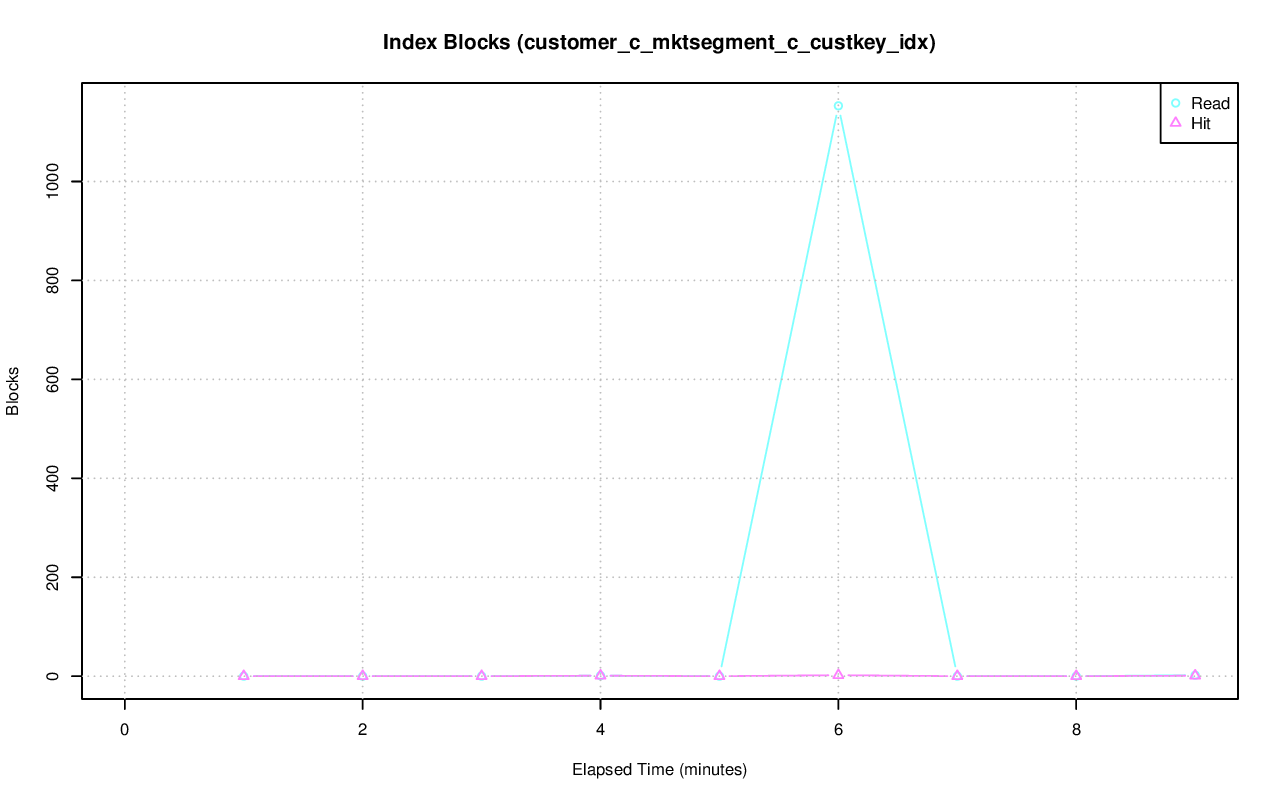 Index Blocks (customer_c_mktsegment_c_custkey_idx)
Read
Hit
Blocks
1000
800
600
400
200
0
0 2 4 6 8
Elapsed Time (minutes)